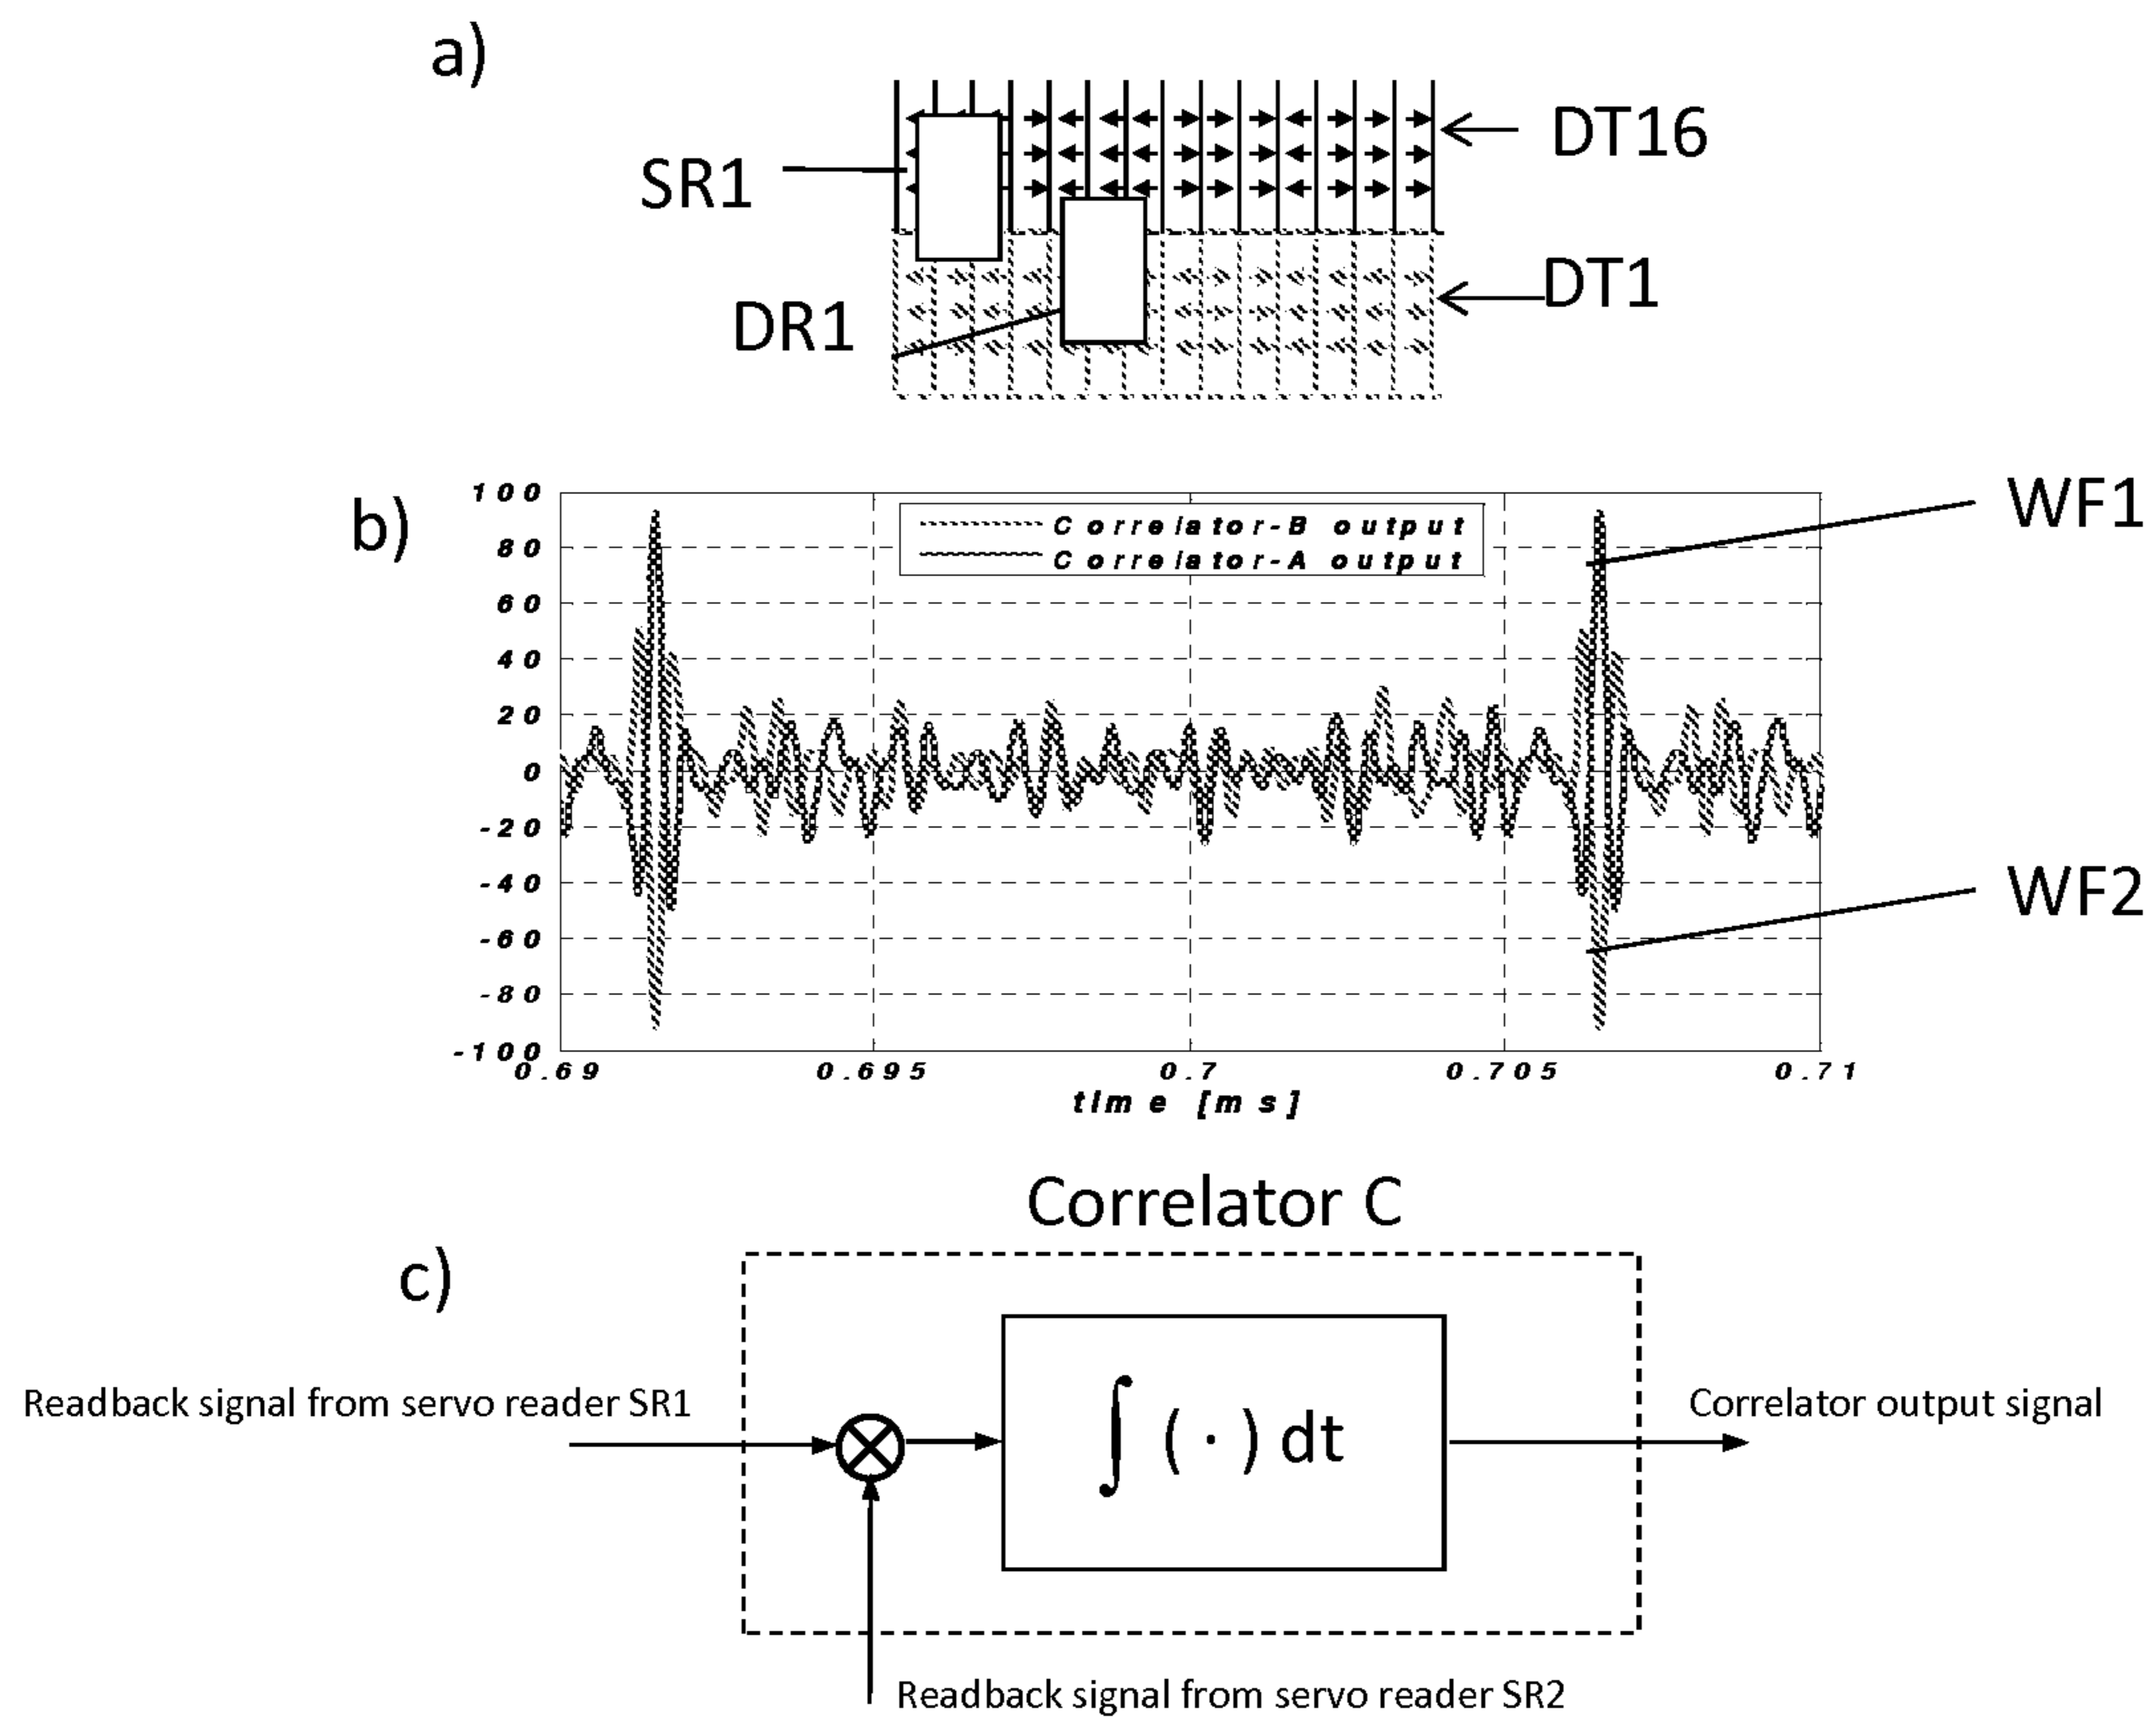 a)
SR1
DT16
DR1
DT1
b)
100
80
60
40
20
0
-20
-40
-60
-80
-100
Correlator-B output
Correlator-A output
WF1
WF2
0.69
0.695
0.7
0.705
0.71
time [ms]
Correlator C
c)
Readback signal from servo reader SR1
∫ (·) dt
Correlator output signal
Readback signal from servo reader SR2